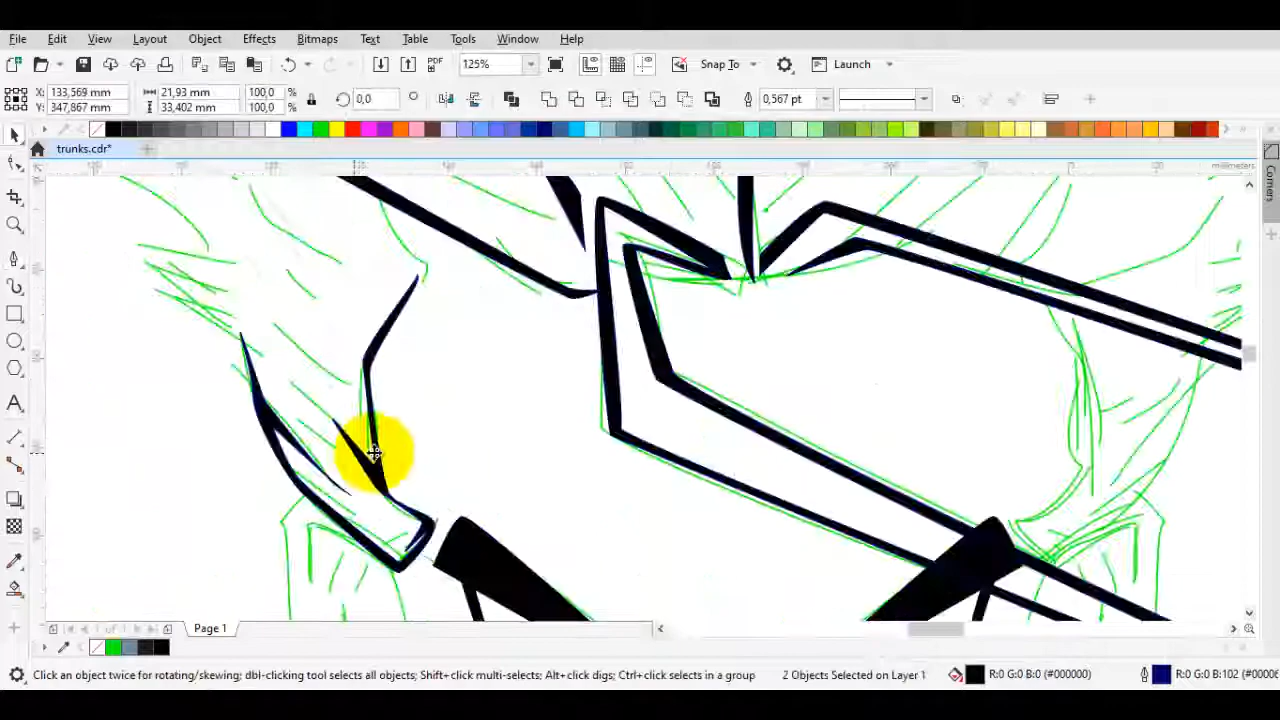 File Edit View Layout Object Effects Bitmaps Text Table Tools Window Help
PDF 125% Snap To Launch
X: 133,569 mm 21,93 mm 100,0 % 0,0 0,567 pt
Y: 347,867 mm 33,402 mm 100,0 %
trunks.cdr*
millimeters
Corners
Page 1
Click an object twice for rotating/skewing; dbl-clicking tool selects all objects; Shift+click multi-selects; Alt+click digs; Ctrl+click selects in a group 2 Objects Selected on Layer 1 R:0 G:0 B:0 (#000000) R:0 G:0 B:102 (#00006